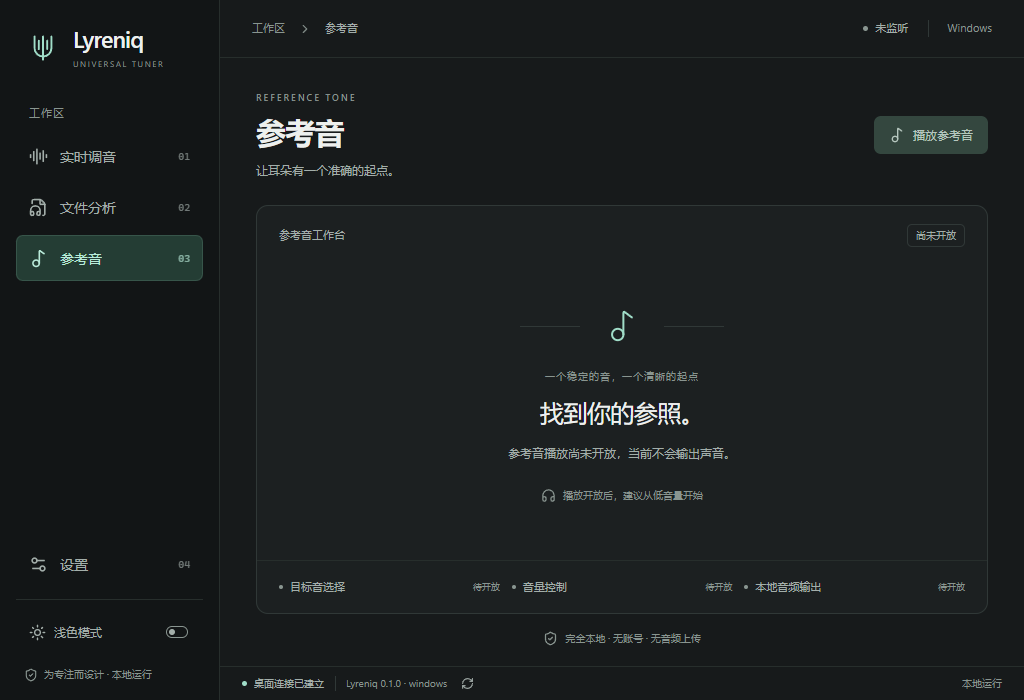 Lyreniq
UNIVERSAL TUNER
工作区
实时调音 01
文件分析 02
参考音 03
设置 04
浅色模式
为专注而设计 · 本地运行
工作区 > 参考音
未监听
Windows
REFERENCE TONE
参考音
让耳朵有一个准确的起点。
播放参考音
参考音工作台
尚未开放
一个稳定的音，一个清晰的起点
找到你的参照。
参考音播放尚未开放，当前不会输出声音。
播放开放后，建议从低音量开始
目标音选择 待开放
音量控制 待开放
本地音频输出 待开放
完全本地 · 无账号 · 无音频上传
桌面连接已建立
Lyreniq 0.1.0 · windows
本地运行